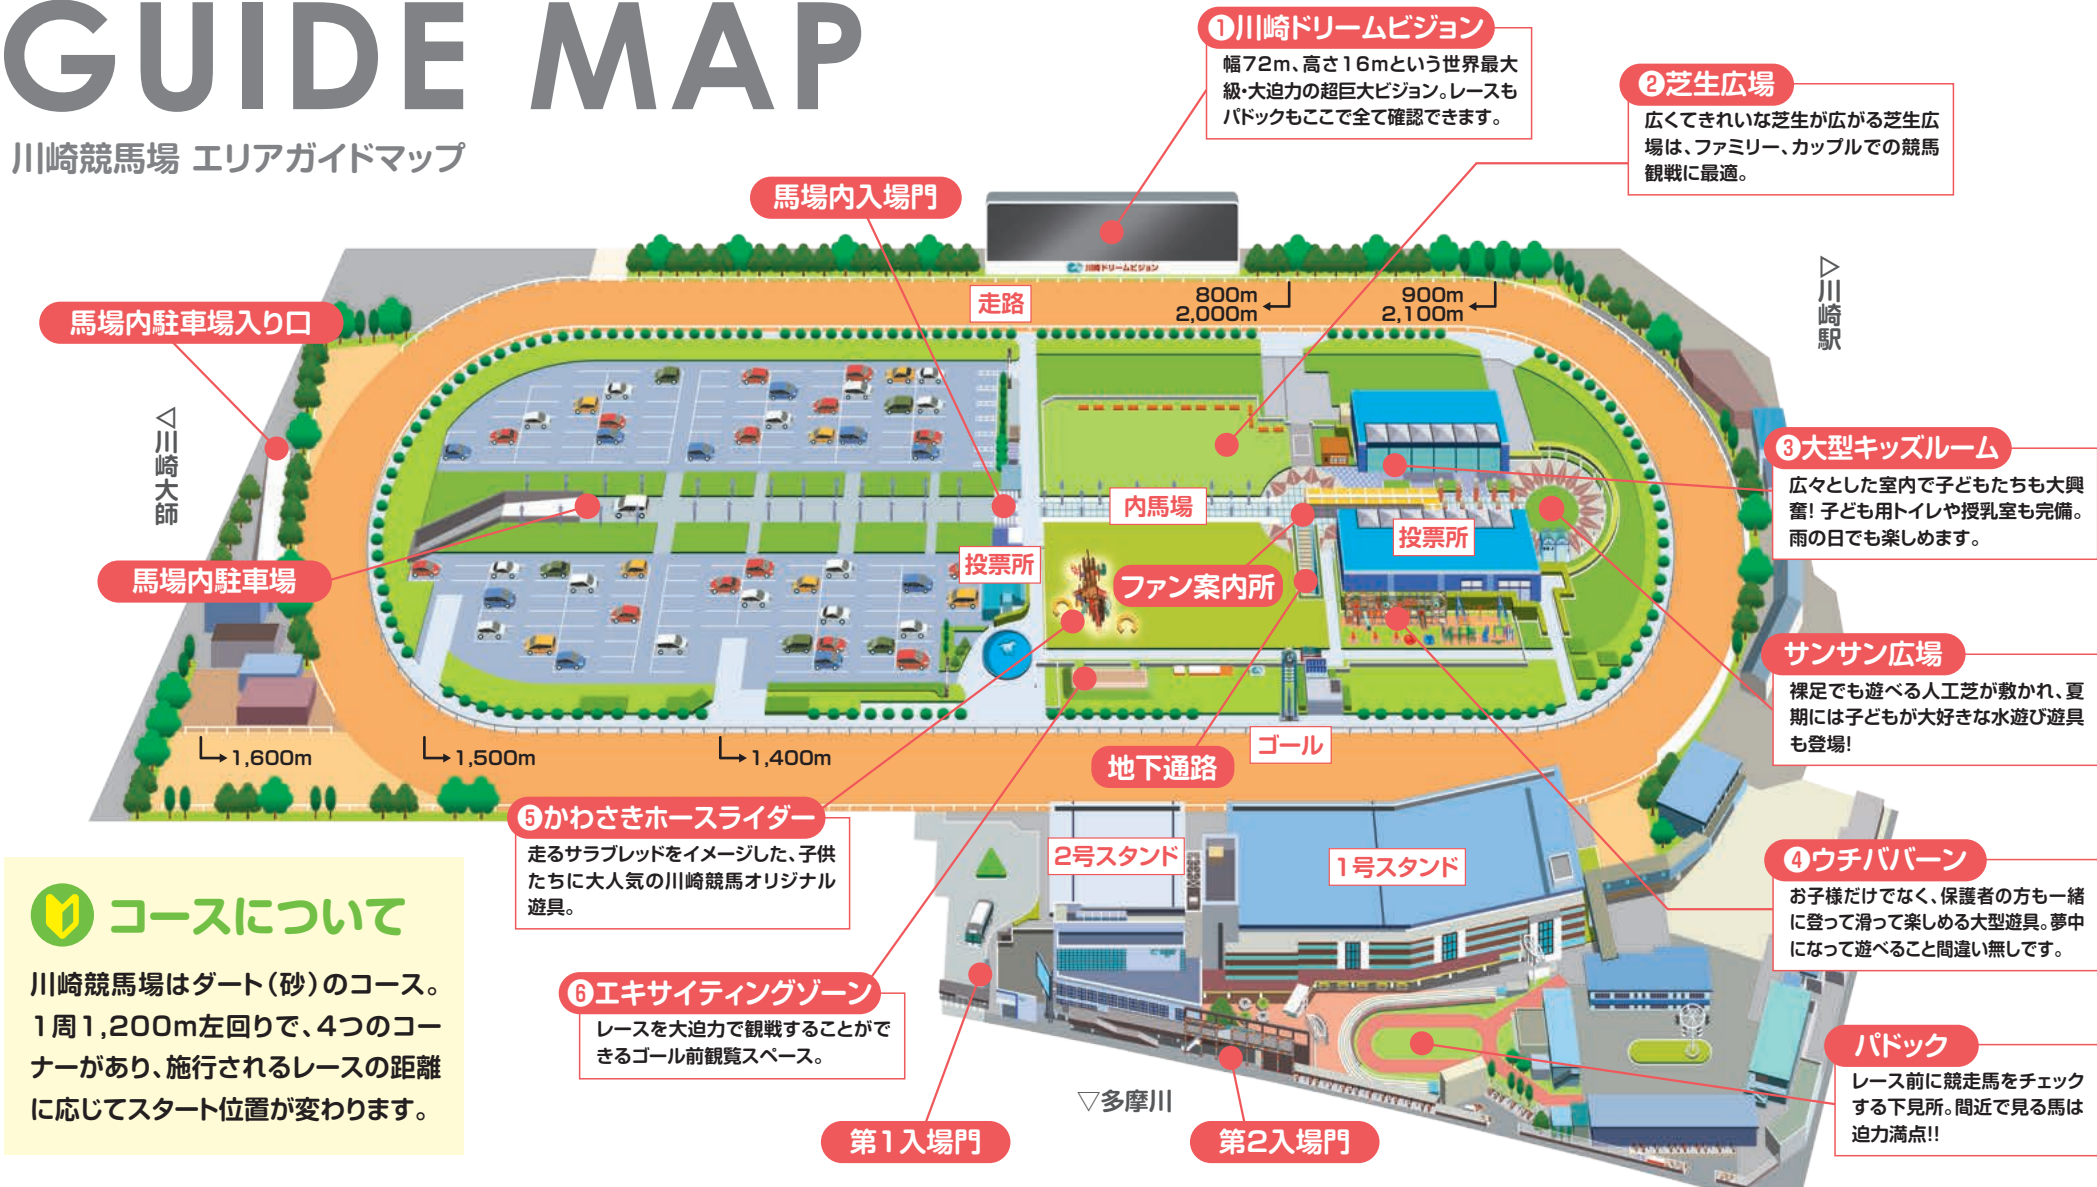 GUIDE MAP
川崎競馬場 エリアガイドマップ
❶川崎ドリームビジョン
幅72m、高さ16mという世界最大
級・大迫力の超巨大ビジョン。レースも
パドックもここで全て確認できます。
❷芝生広場
広くてきれいな芝生が広がる芝生広
場は、ファミリー、カップルでの競馬
観戦に最適。
馬場内入場門
川崎ドリームビジョン
走路
800m
2,000m
900m
2,100m
▷川崎駅
馬場内駐車場入り口
◁川崎大師
❸大型キッズルーム
広々とした室内で子どもたちも大興
奮！子ども用トイレや授乳室も完備。
雨の日でも楽しめます。
内馬場
投票所
投票所
馬場内駐車場
ファン案内所
サンサン広場
裸足でも遊べる人工芝が敷かれ、夏
期には子どもが大好きな水遊び遊具
も登場！
1,600m
1,500m
1,400m
ゴール
地下通路
❺かわさきホースライダー
走るサラブレッドをイメージした、子供
たちに大人気の川崎競馬オリジナル
遊具。
2号スタンド
1号スタンド
❹ウチババーン
お子様だけでなく、保護者の方も一緒
に登って滑って楽しめる大型遊具。夢中
になって遊べること間違い無しです。
コースについて
川崎競馬場はダート（砂）のコース。
1周1,200m左回りで、4つのコー
ナーがあり、施行されるレースの距離
に応じてスタート位置が変わります。
❻エキサイティングゾーン
レースを大迫力で観戦することがで
きるゴール前観覧スペース。
パドック
レース前に競走馬をチェック
する下見所。間近で見る馬は
迫力満点!!
▽多摩川
第1入場門
第2入場門